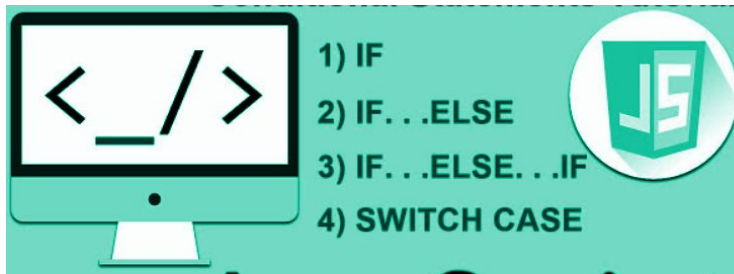 <_/>
1) IF
2) IF. . .ELSE
3) IF. . .ELSE. . .IF
4) SWITCH CASE
JS